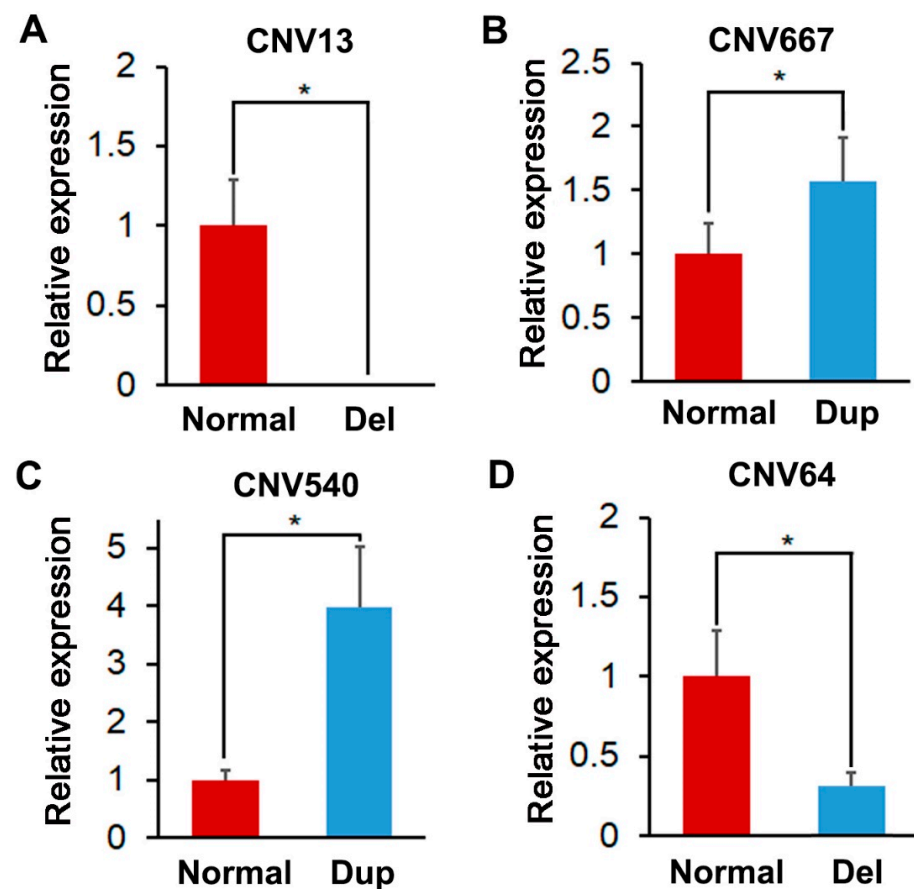 A
CNV13
Relative expression
2
1.5
1
0.5
0
*
Normal Del
B
CNV667
Relative expression
2.5
2
1.5
1
0.5
0
*
Normal Dup
C
CNV540
Relative expression
5
4
3
2
1
0
*
Normal Dup
D
CNV64
Relative expression
2
1.5
1
0.5
0
*
Normal Del